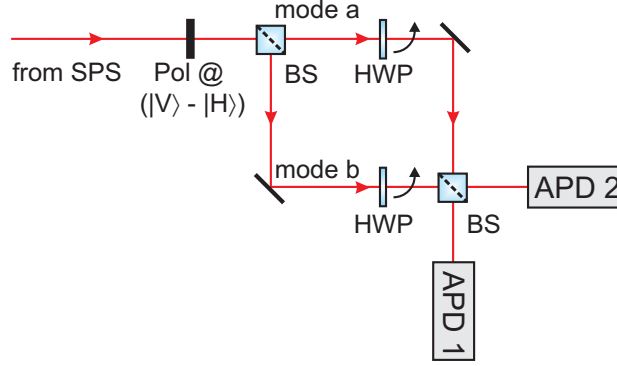 mode a
from SPS
Pol @
(|V⟩ - |H⟩)
BS
HWP
mode b
HWP
BS
APD 2
APD 1